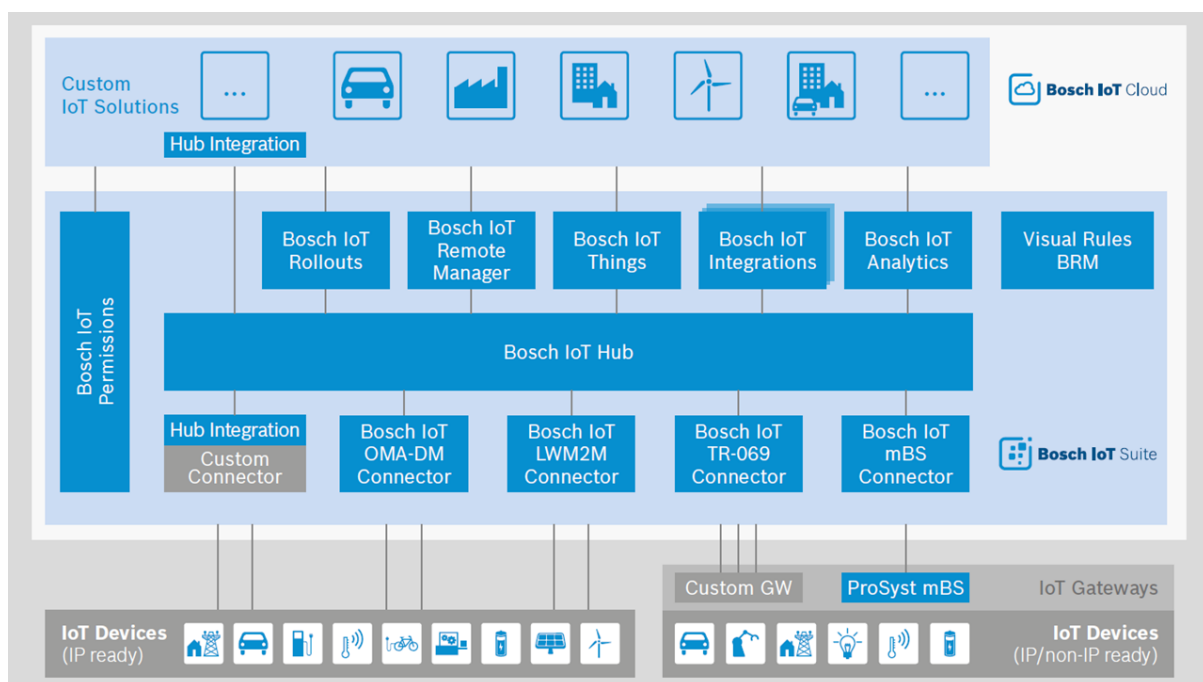 Custom
IoT Solutions
...
...
Bosch IoT Cloud
Hub Integration
Bosch IoT
Permissions
Bosch IoT
Rollouts
Bosch IoT
Remote
Manager
Bosch IoT
Things
Bosch IoT
Integrations
Bosch IoT
Analytics
Visual Rules
BRM
Bosch IoT Hub
Hub Integration
Custom
Connector
Bosch IoT
OMA-DM
Connector
Bosch IoT
LWM2M
Connector
Bosch IoT
TR-069
Connector
Bosch IoT
mBS
Connector
Bosch IoT Suite
Custom GW
ProSyst mBS
IoT Gateways
IoT Devices
(IP ready)
IoT Devices
(IP/non-IP ready)